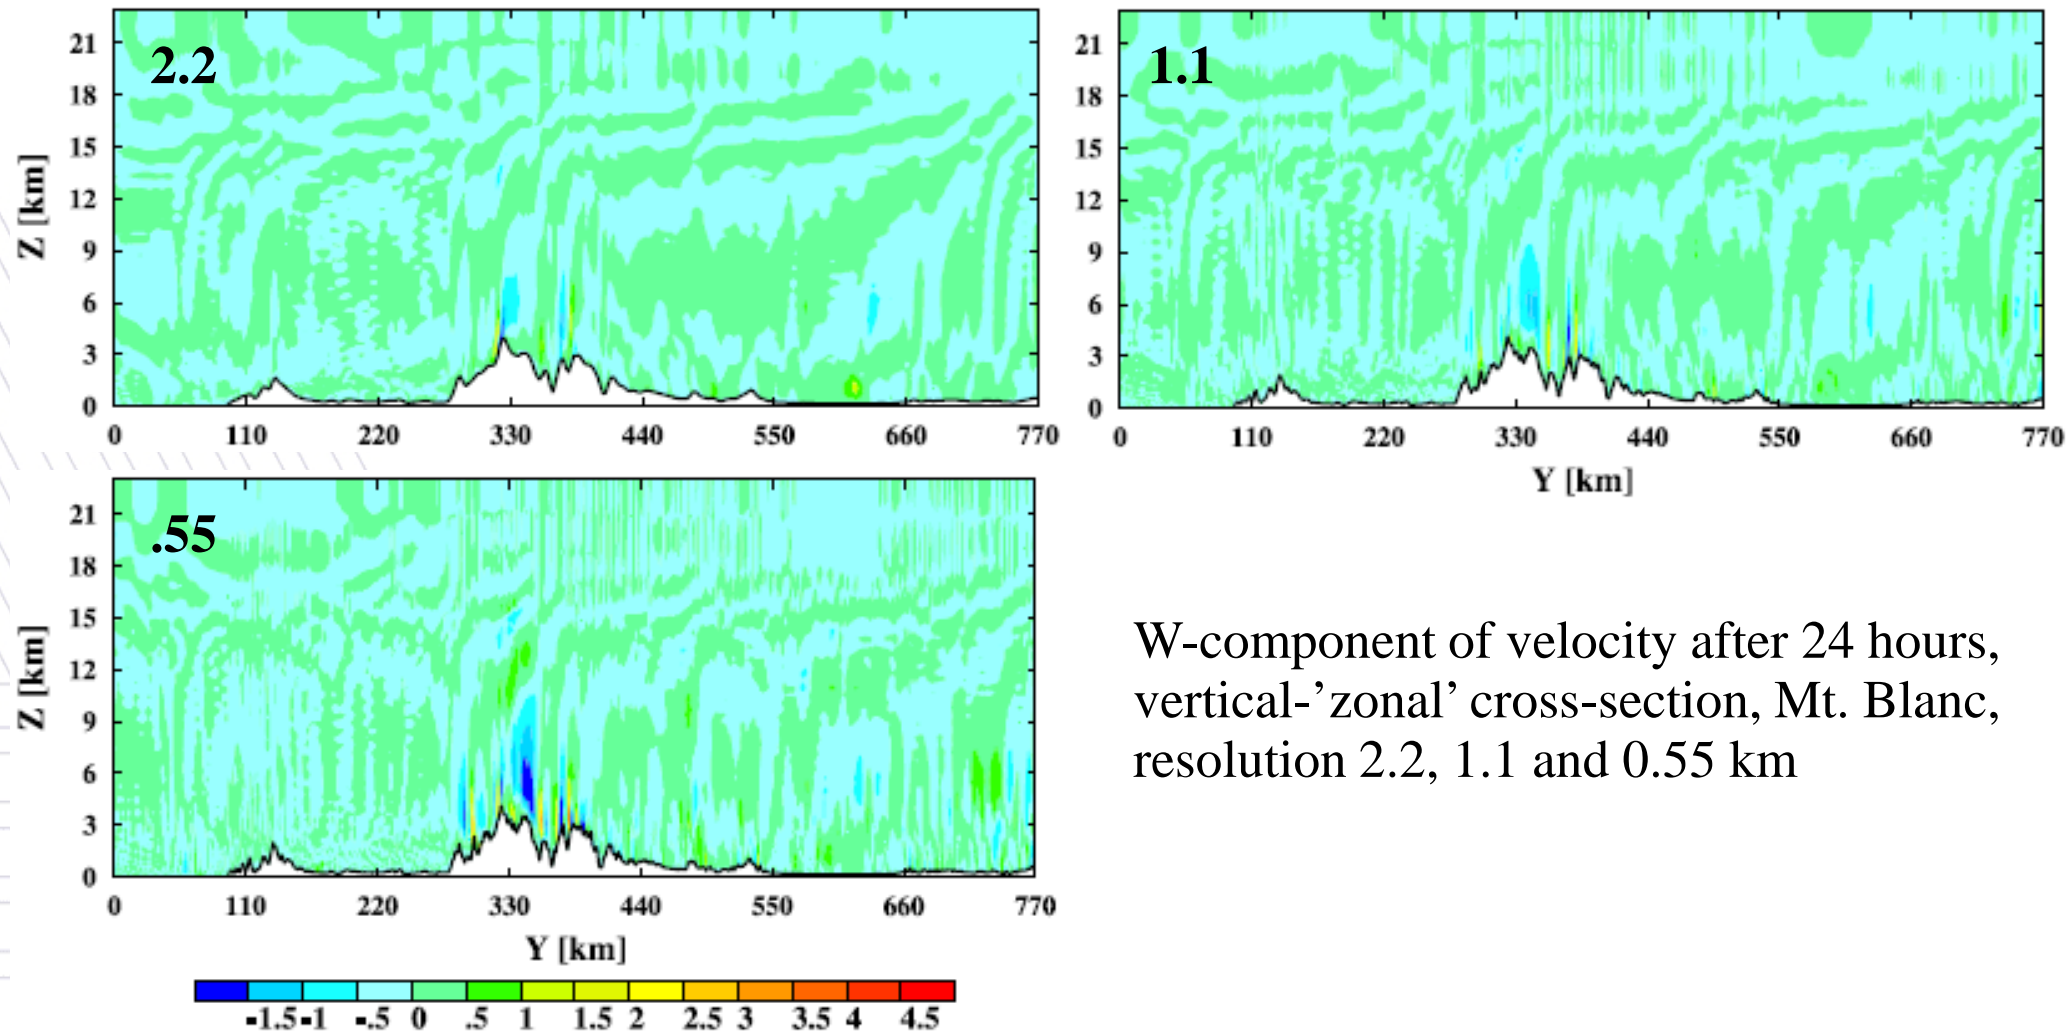 2.2
21
18
15
12
9
6
3
0
Z [km]
0 110 220 330 440 550 660 770
1.1
21
18
15
12
9
6
3
0
0 110 220 330 440 550 660 770
Y [km]
.55
21
18
15
12
9
6
3
0
Z [km]
0 110 220 330 440 550 660 770
Y [km]
-1.5 -1 -.5 0 .5 1 1.5 2 2.5 3 3.5 4 4.5
W-component of velocity after 24 hours,
vertical-’zonal’ cross-section, Mt. Blanc,
resolution 2.2, 1.1 and 0.55 km